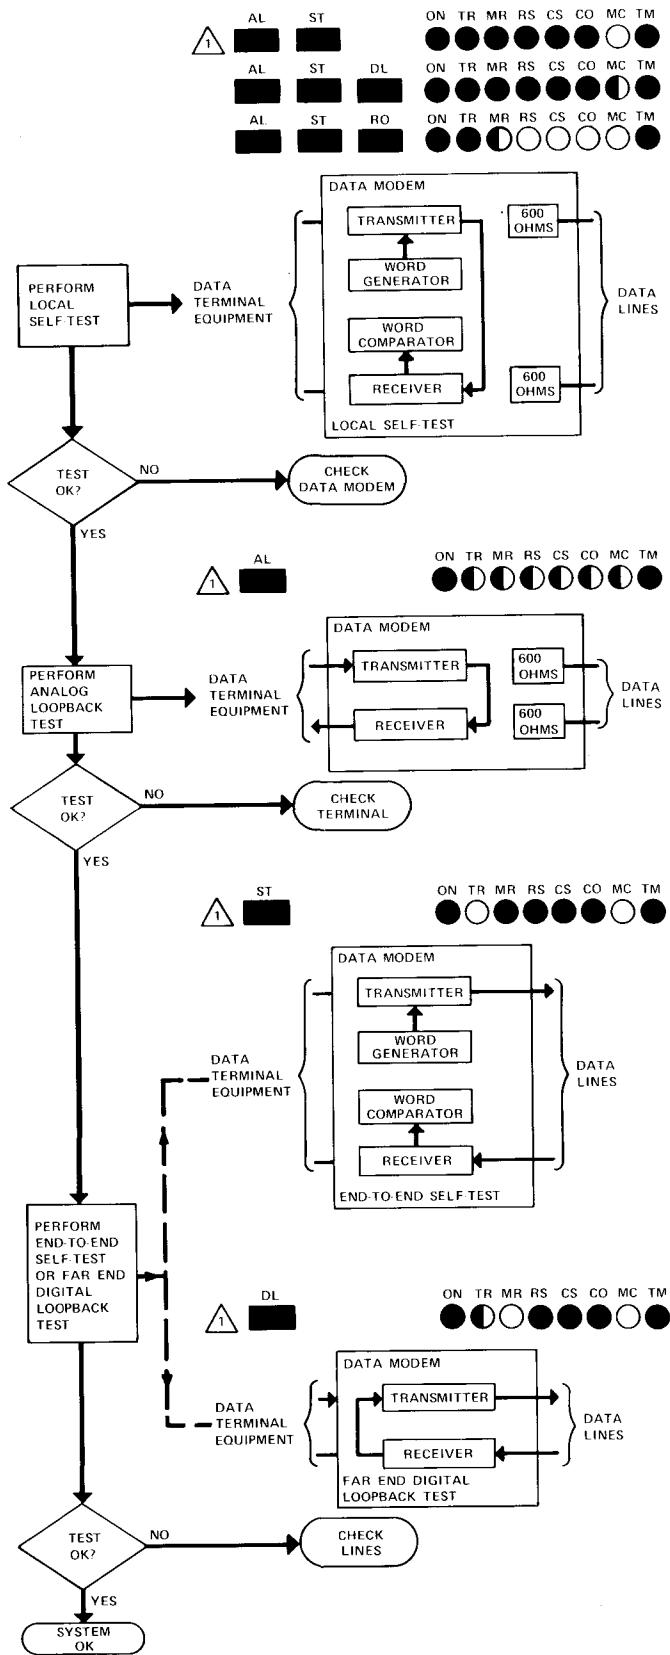 AL ST ON TR MR RS CS CO MC TM
1
AL ST DL ON TR MR RS CS CO MC TM
AL ST RO ON TR MR RS CS CO MC TM
DATA MODEM
TRANSMITTER
600
OHMS
PERFORM
LOCAL
SELF-TEST
DATA
TERMINAL
EQUIPMENT
WORD
GENERATOR
DATA
LINES
WORD
COMPARATOR
RECEIVER
600
OHMS
LOCAL SELF-TEST
TEST
OK?
NO
CHECK
DATA MODEM
YES
AL ON TR MR RS CS CO MC TM
1
DATA MODEM
PERFORM
ANALOG
LOOPBACK
TEST
DATA
TERMINAL
EQUIPMENT
TRANSMITTER
RECEIVER
600
OHMS
600
OHMS
DATA
LINES
TEST
OK?
NO
CHECK
TERMINAL
YES
ST ON TR MR RS CS CO MC TM
1
DATA MODEM
TRANSMITTER
DATA
TERMINAL
EQUIPMENT
WORD
GENERATOR
WORD
COMPARATOR
DATA
LINES
RECEIVER
END-TO-END SELF-TEST
PERFORM
END-TO-END
SELF-TEST
OR FAR END
DIGITAL
LOOPBACK
TEST
DL ON TR MR RS CS CO MC TM
1
DATA MODEM
DATA
TERMINAL
EQUIPMENT
TRANSMITTER
RECEIVER
DATA
LINES
FAR END DIGITAL
LOOPBACK TEST
TEST
OK?
NO
CHECK
LINES
YES
SYSTEM
OK